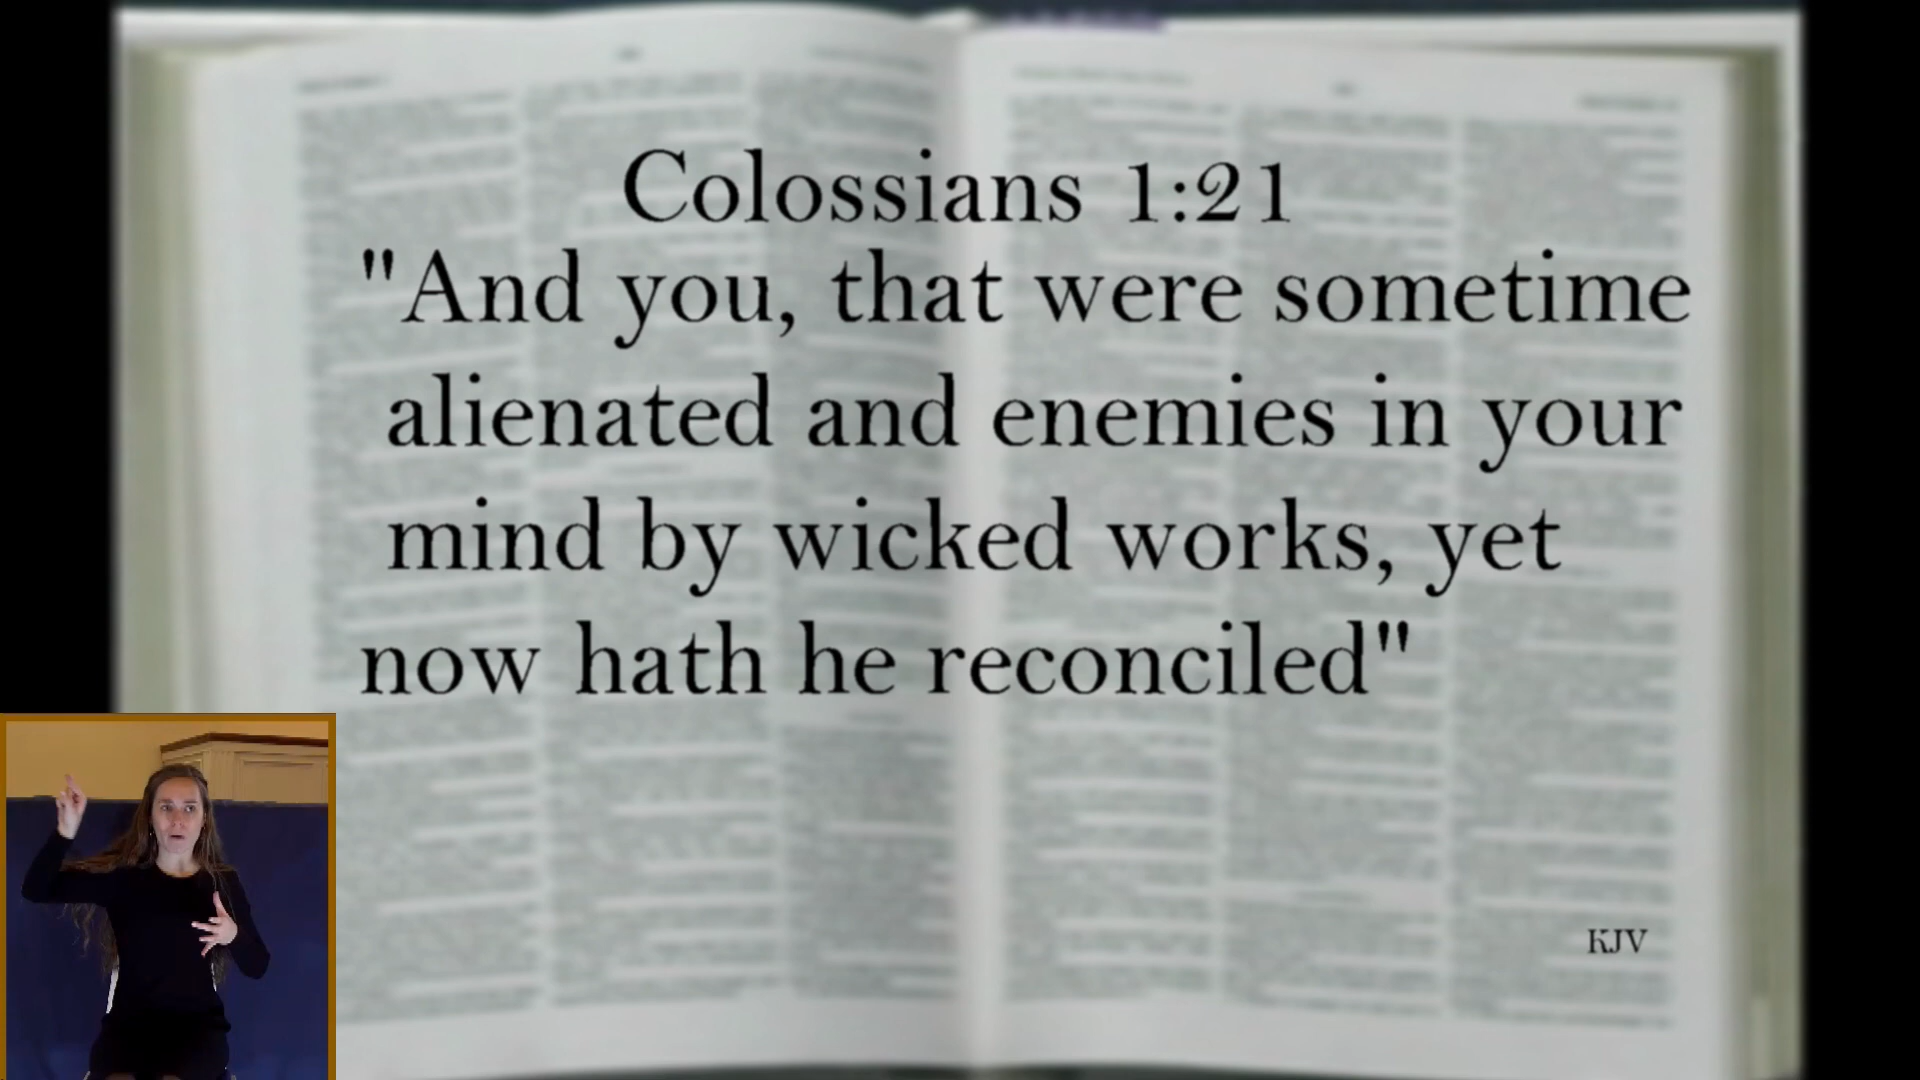 Colossians 1:21
"And you, that were sometime
alienated and enemies in your
mind by wicked works, yet
now hath he reconciled"
KJV